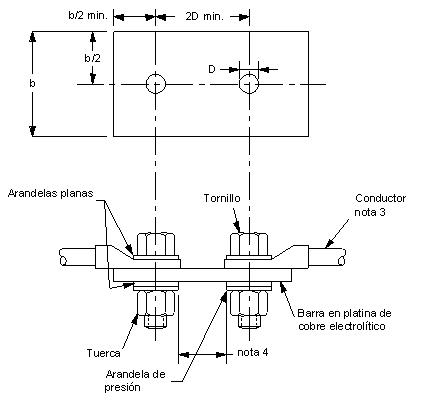 b/2 min.
2D min.
b/2
D
b
Arandelas planas
Tornillo
Conductor
nota 3
Barra en platina de
cobre electrolítico
Tuerca
nota 4
Arandela de
presión